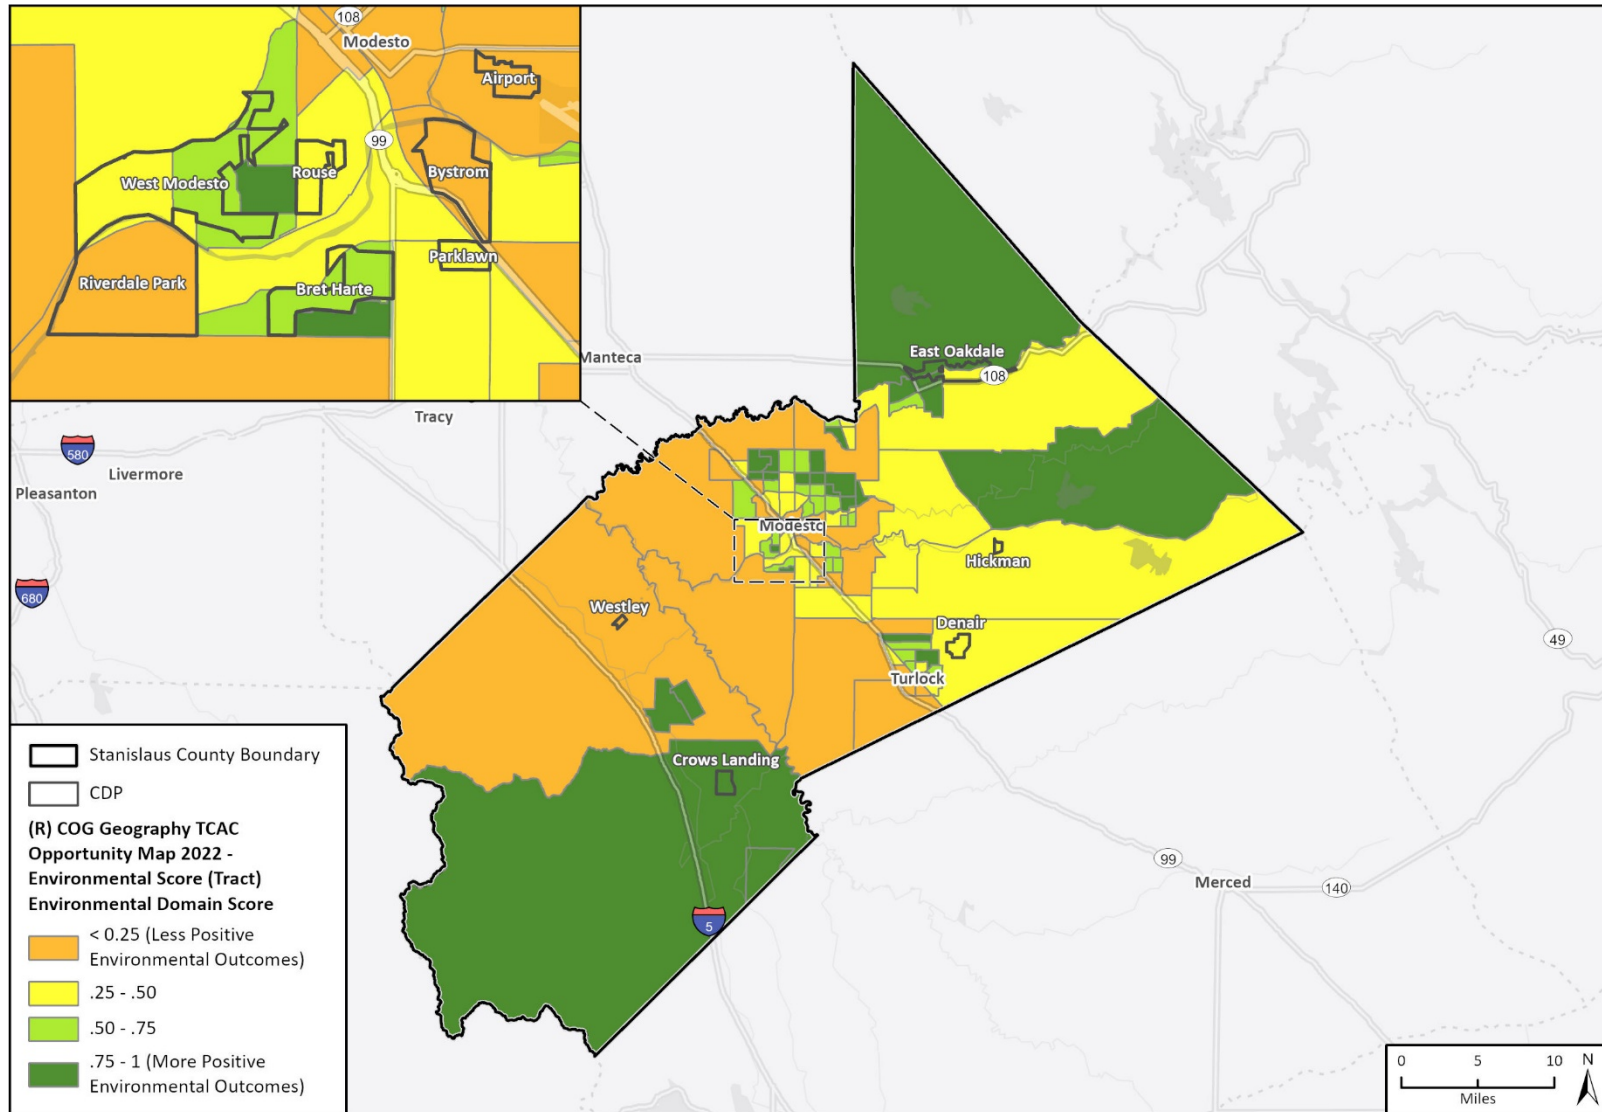 108
Modesto
Airport
99
West Modesto
Rouse
Bystrom
Riverdale Park
Bret Harte
Parklawn
Manteca
East Oakdale
108
Tracy
580
Livermore
Pleasanton
Modesto
Hickman
680
Westley
Denair
49
Turlock
Crows Landing
99
Merced
140
5
Stanislaus County Boundary
CDP
(R) COG Geography TCAC
Opportunity Map 2022 -
Environmental Score (Tract)
Environmental Domain Score
< 0.25 (Less Positive
Environmental Outcomes)
.25 - .50
.50 - .75
.75 - 1 (More Positive
Environmental Outcomes)
0 5 10
Miles
N